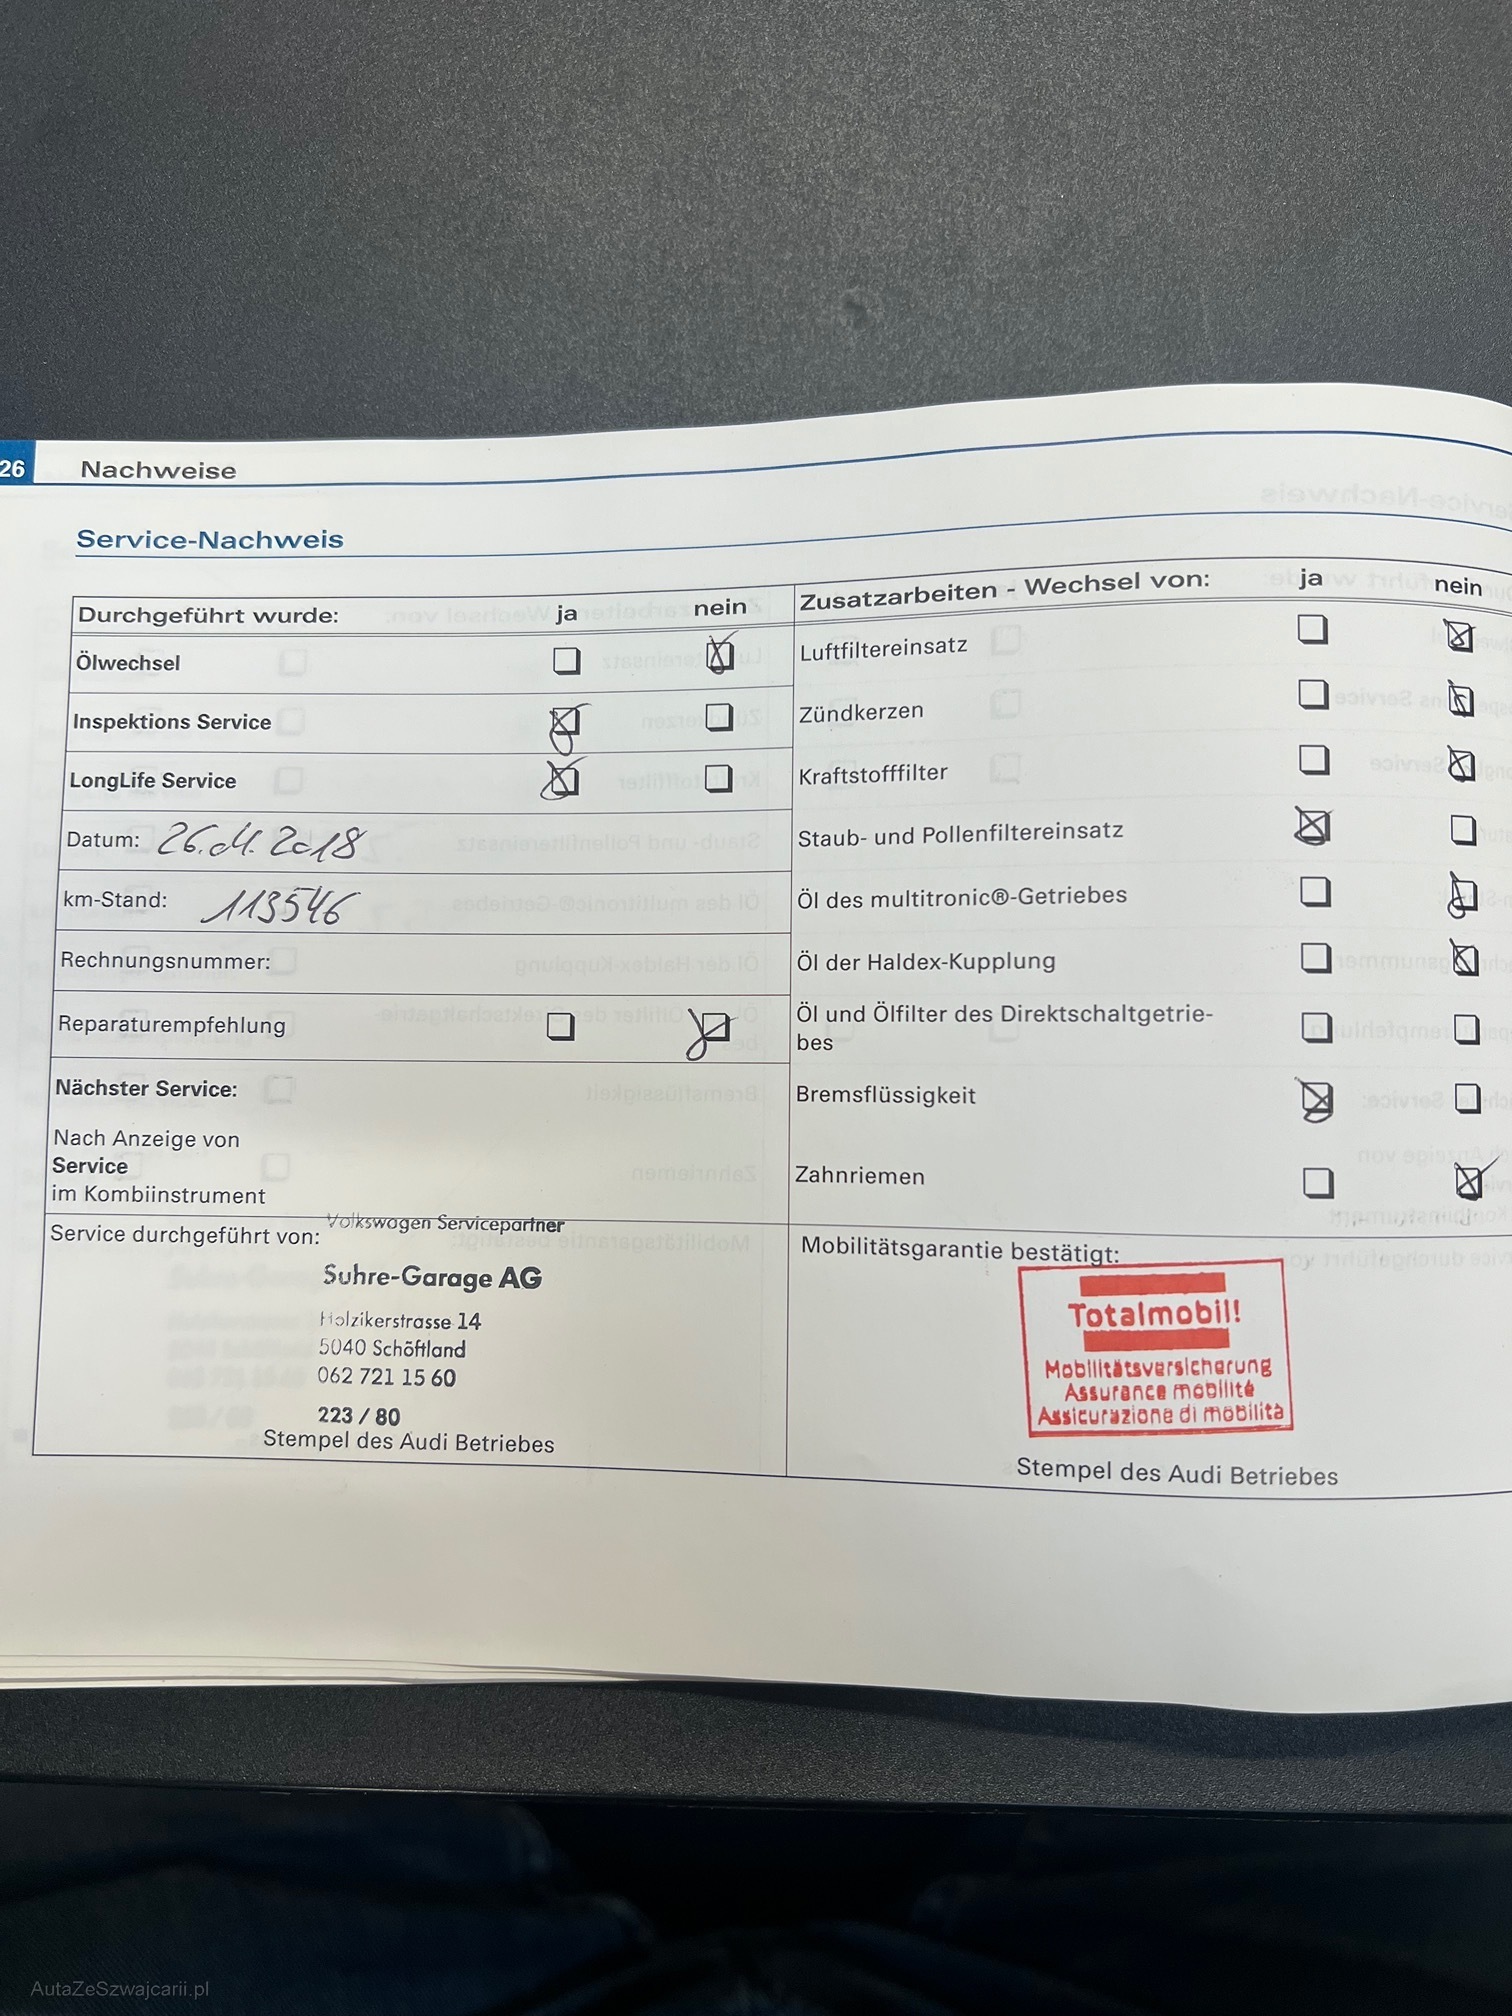 26 Nachweise
Service-Nachweis
Durchgeführt wurde: ja nein
Ölwechsel
Inspektions Service
LongLife Service
Datum: 26.11.2018
km-Stand: 113546
Rechnungsnummer:
Reparaturempfehlung
Nächster Service:
Nach Anzeige von
Service
im Kombiinstrument
Service durchgeführt von:
Volkswagen Servicepartner
Suhre-Garage AG
Holzikerstrasse 14
5040 Schöftland
062 721 15 60
223 / 80
Stempel des Audi Betriebes
Zusatzarbeiten - Wechsel von: ja nein
Luftfiltereinsatz
Zündkerzen
Kraftstofffilter
Staub- und Pollenfiltereinsatz
Öl des multitronic®-Getriebes
Öl der Haldex-Kupplung
Öl und Ölfilter des Direktschaltgetrie-
bes
Bremsflüssigkeit
Zahnriemen
Mobilitätsgarantie bestätigt:
Totalmobil!
Mobilitätsversicherung
Assurance mobilité
Assicurazione di mobilità
Stempel des Audi Betriebes
AutaZeSzwajcarii.pl